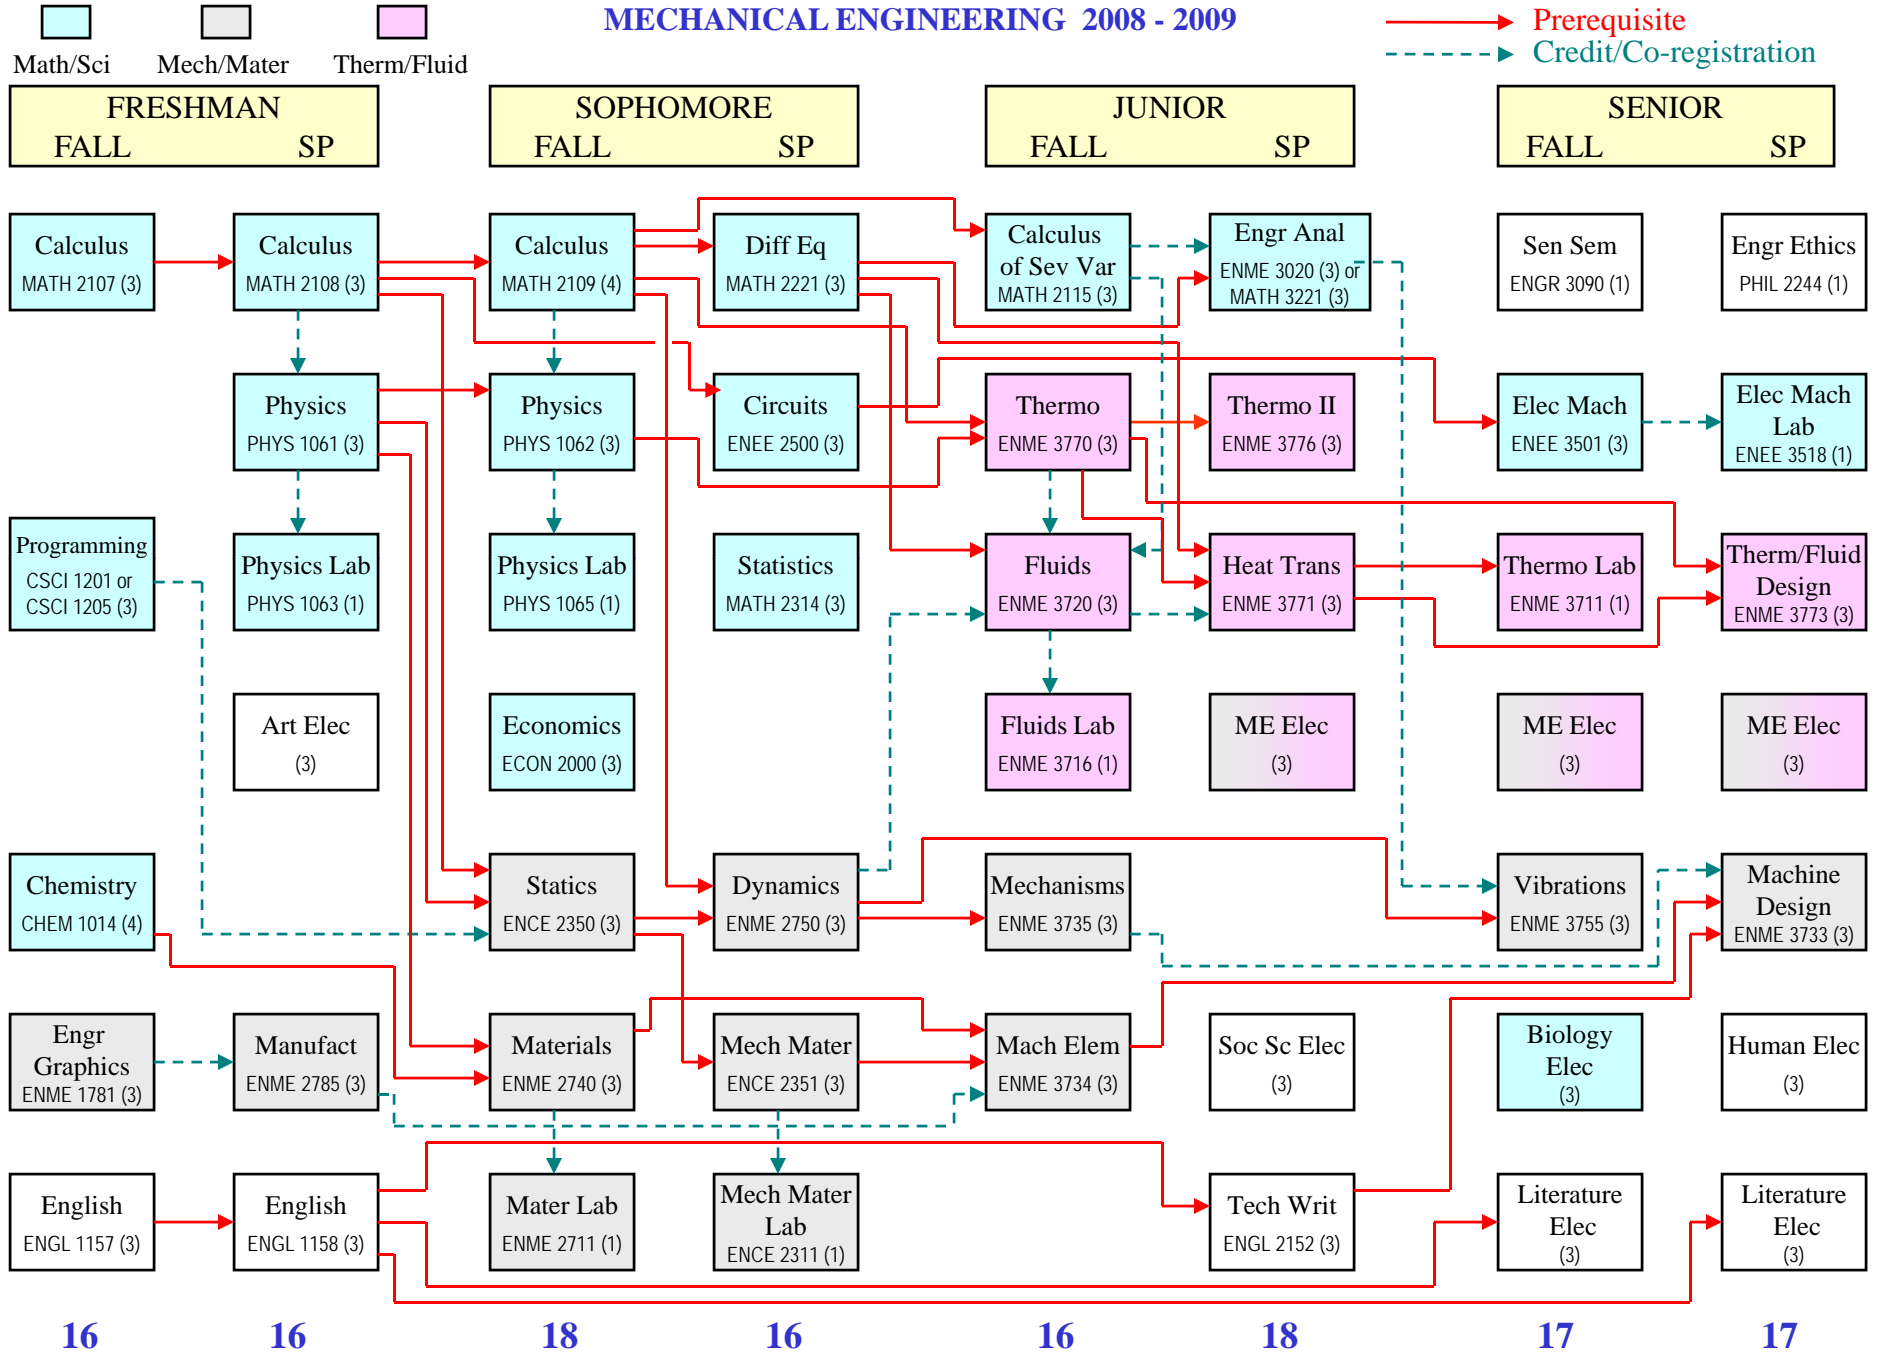 MECHANICAL ENGINEERING 2008 - 2009
Prerequisite
Credit/Co-registration
Math/Sci
Mech/Mater
Therm/Fluid
FRESHMAN
FALL SP
SOPHOMORE
FALL SP
JUNIOR
FALL SP
SENIOR
FALL SP
Calculus
MATH 2107 (3)
Calculus
MATH 2108 (3)
Calculus
MATH 2109 (4)
Diff Eq
MATH 2221 (3)
Calculus
of Sev Var
MATH 2115 (3)
Engr Anal
ENME 3020 (3) or
MATH 3221 (3)
Sen Sem
ENGR 3090 (1)
Engr Ethics
PHIL 2244 (1)
Physics
PHYS 1061 (3)
Physics
PHYS 1062 (3)
Circuits
ENEE 2500 (3)
Thermo
ENME 3770 (3)
Thermo II
ENME 3776 (3)
Elec Mach
ENEE 3501 (3)
Elec Mach
Lab
ENEE 3518 (1)
Programming
CSCI 1201 or
CSCI 1205 (3)
Physics Lab
PHYS 1063 (1)
Physics Lab
PHYS 1065 (1)
Statistics
MATH 2314 (3)
Fluids
ENME 3720 (3)
Heat Trans
ENME 3771 (3)
Thermo Lab
ENME 3711 (1)
Therm/Fluid
Design
ENME 3773 (3)
Art Elec
(3)
Economics
ECON 2000 (3)
Fluids Lab
ENME 3716 (1)
ME Elec
(3)
ME Elec
(3)
ME Elec
(3)
Chemistry
CHEM 1014 (4)
Statics
ENCE 2350 (3)
Dynamics
ENME 2750 (3)
Mechanisms
ENME 3735 (3)
Vibrations
ENME 3755 (3)
Machine
Design
ENME 3733 (3)
Engr
Graphics
ENME 1781 (3)
Manufact
ENME 2785 (3)
Materials
ENME 2740 (3)
Mech Mater
ENCE 2351 (3)
Mach Elem
ENME 3734 (3)
Soc Sc Elec
(3)
Biology
Elec
(3)
Human Elec
(3)
English
ENGL 1157 (3)
English
ENGL 1158 (3)
Mater Lab
ENME 2711 (1)
Mech Mater
Lab
ENCE 2311 (1)
Tech Writ
ENGL 2152 (3)
Literature
Elec
(3)
Literature
Elec
(3)
16 16 18 16 16 18 17 17